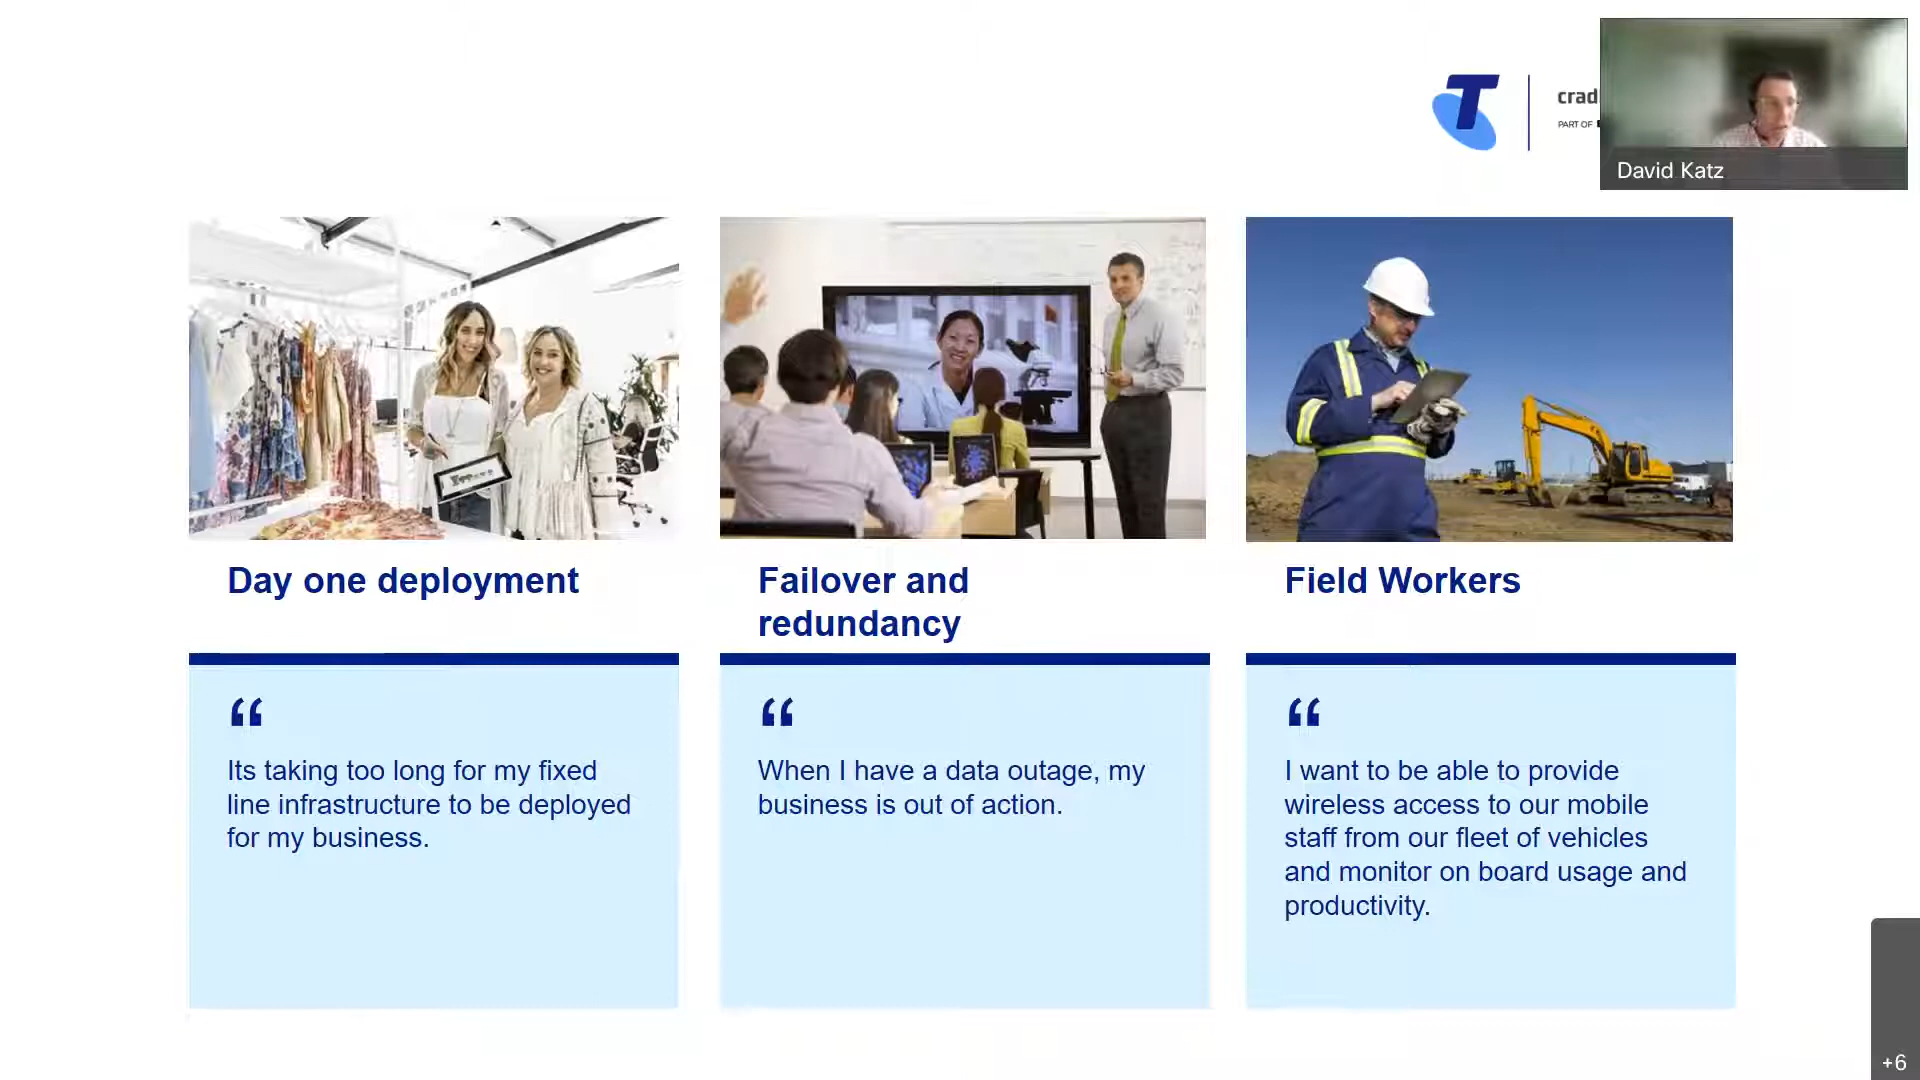 crad
PART OF
David Katz
Day one deployment
Failover and
redundancy
Field Workers
“
Its taking too long for my fixed
line infrastructure to be deployed
for my business.
“
When I have a data outage, my
business is out of action.
“
I want to be able to provide
wireless access to our mobile
staff from our fleet of vehicles
and monitor on board usage and
productivity.
+6